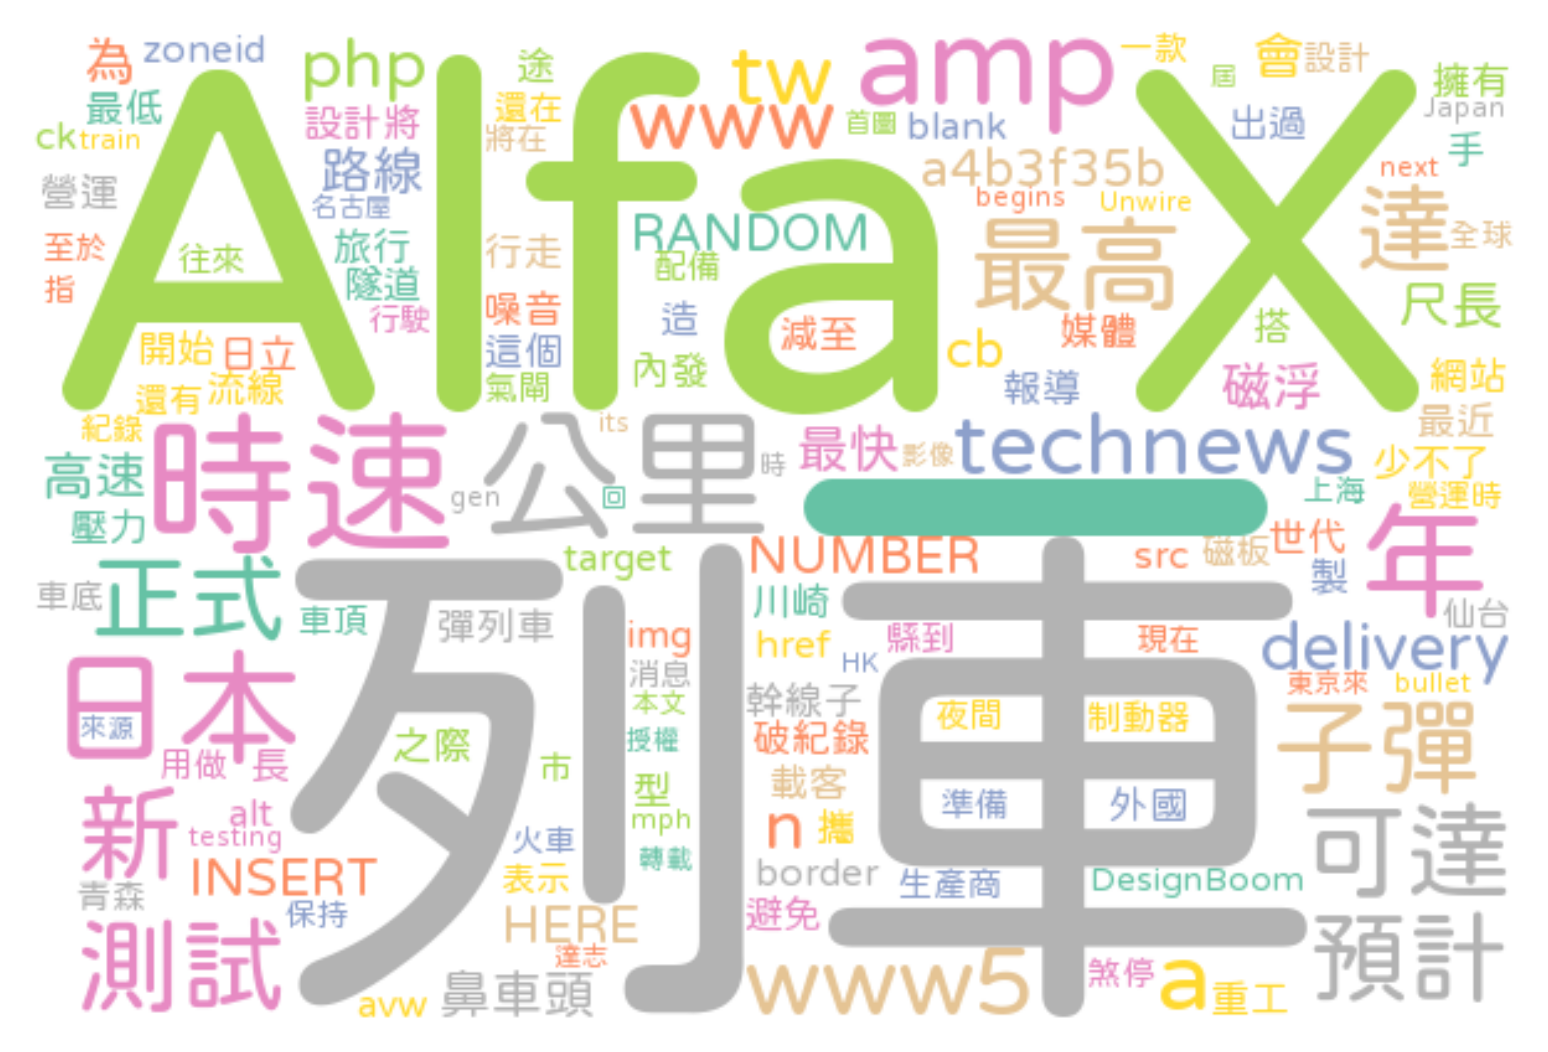 為 zoneid php 途 tw amp 一款 會 設計 擁有
最低 設計將 還在 www 首圖 blank 屆 出過 Japan
ck train 將在 手
Alfa X
營運 路線 名古屋 RANDOM a4b3f35b begins Unwire next 達
至於 往來 旅行 行走 配備 最高 全球
指 隧道 行駛 噪音 造 減至 媒體 搭 尺長
開始 日立 這個 內發 cb 報導 磁浮 網站
還有 流線 氣閘 最近
紀錄 時速 公里 its 時 最快 影像 technews 少不了
高速 gen 回 一 上海 營運時
壓力 target NUMBER src 磁板 世代 年
車底 正式 車頂 彈列車 川崎 製 仙台
列車
img href 縣到 現在 delivery
日本 消息 HK 東京來 bullet
來源 本文 幹線子 夜間 制動器 子彈
用做 長 之際 市 授權 破紀錄
新 alt 型 載客 準備 外國 可達
testing 火車 mph n 攜
INSERT 表示 轉載 border 生產商 DesignBoom
青森 保持 HERE 避免 預計
測試 達志 www5 煞停 a 重工
avw 鼻車頭